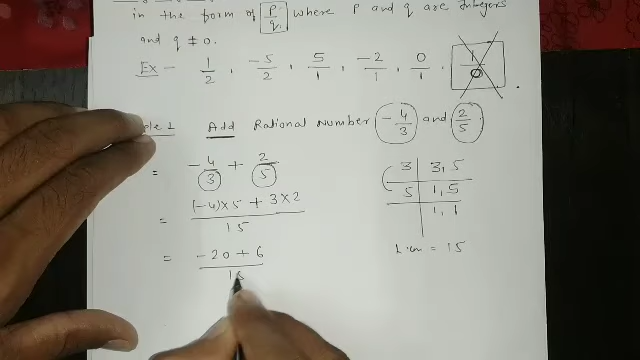 in the form of p/q where P and q are Integers
and q ≠ 0.
Ex - 1/2, -5/2, 5/1, -2/1, 0/1, 1/0.
1 Add Rational Number -4/3 and 2/5.
= -4/3 + 2/5
3 | 3, 5
5 | 1, 5
1, 1
= (-4)×5 + 3×2 / 15
Lcm = 15
= -20 + 6 / 15